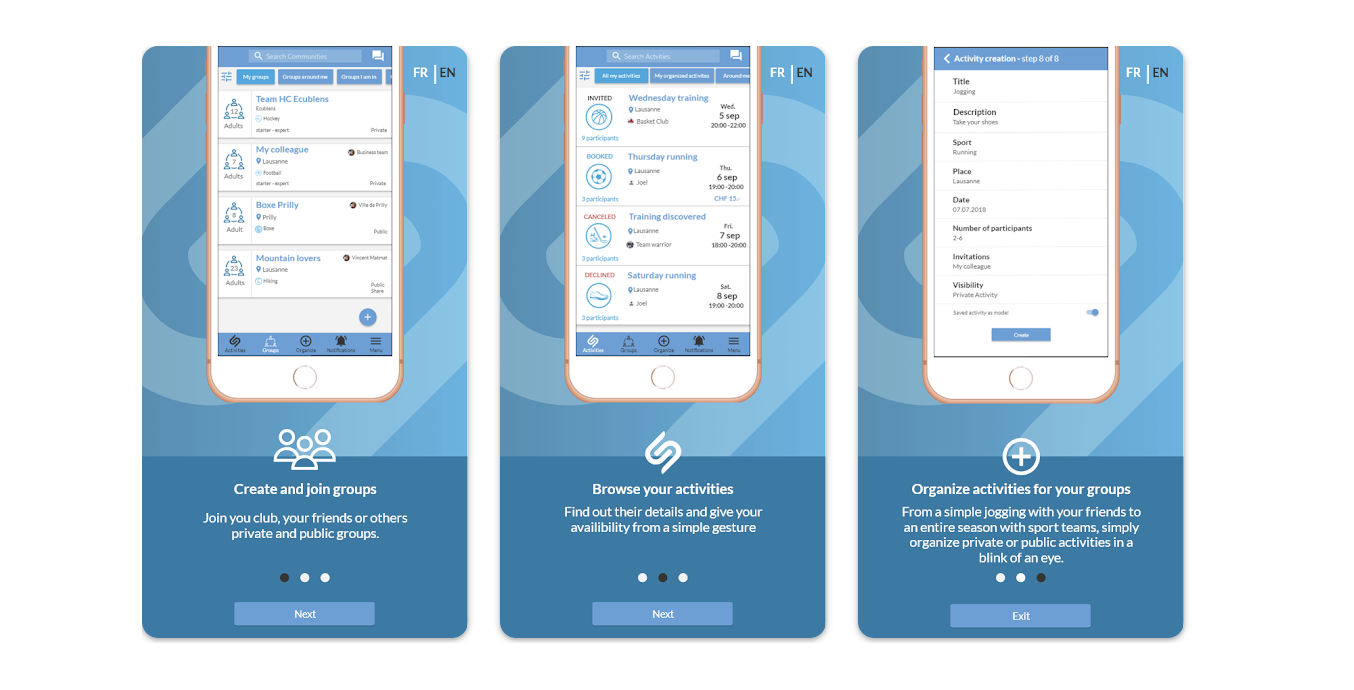 Search Communities
FR | EN
My groups Groups around me Groups I am in
Team HC Ecublens
Ecublens
12
Hockey
Adults
starter - expert Private
My colleague Business team
Lausanne
7
Football
Adults
starter - expert Private
Boxe Prilly Ville de Prilly
Prilly
8
Boxe
Adult
Public
Mountain lovers Vincent Matmat
Lausanne
23
Hiking
Adults
Public
Share
+
Activities Groups Organize Notifications Menu
Create and join groups
Join you club, your friends or others
private and public groups.
Next
Search Activities
FR | EN
All my activities My organized activities Around me
INVITED Wednesday training
Wed.
Lausanne
5 sep
Basket Club
20:00 -22:00
9 participants
BOOKED Thursday running
Thu.
Lausanne
6 sep
Joel
19:00 -20:00
3 participants CHF 15.-
CANCELED Training discovered
Fri.
Lausanne
7 sep
Team warrior
18:00 -20:00
3 participants
DECLINED Saturday running
Sat.
Lausanne
8 sep
Joel
19:00 -20:00
3 participants
Activities Groups Organize Notifications Menu
Browse your activities
Find out their details and give your
availibility from a simple gesture
Next
Activity creation - step 8 of 8
FR | EN
Title
Jogging
Description
Take your shoes
Sport
Running
Place
Lausanne
Date
07.07.2018
Number of participants
2-6
Invitations
My colleague
Visibility
Private Activity
Saved activity as model
Create
Organize activities for your groups
From a simple jogging with your friends to
an entire season with sport teams, simply
organize private or public activities in a
blink of an eye.
Exit